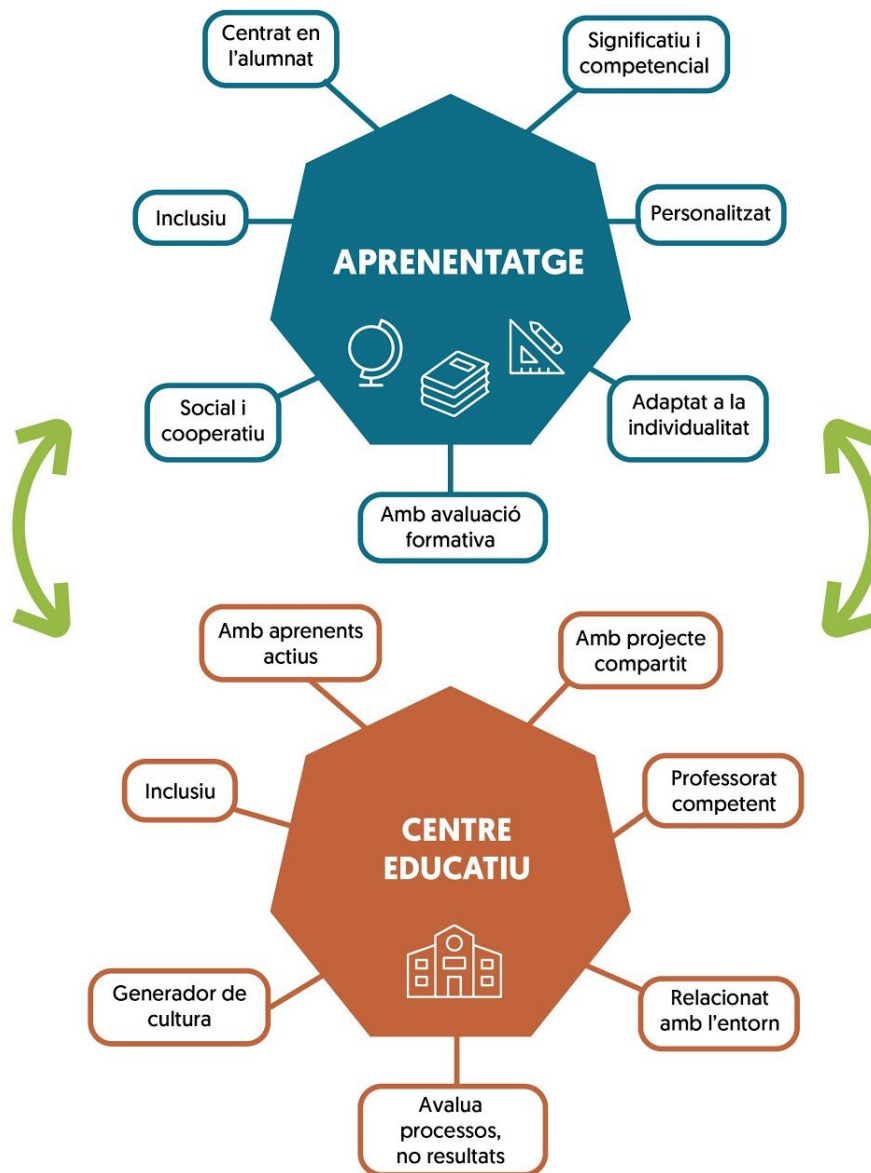 Centrat en
l'alumnat
Significatiu i
competencial
Inclusiu
Personalitzat
APRENENTATGE
Social i
cooperatiu
Adaptat a la
individualitat
Amb avaluació
formativa
Amb aprenents
actius
Amb projecte
compartit
Inclusiu
Professorat
competent
CENTRE
EDUCATIU
Generador de
cultura
Relacionat
amb l'entorn
Avalua
processos,
no resultats